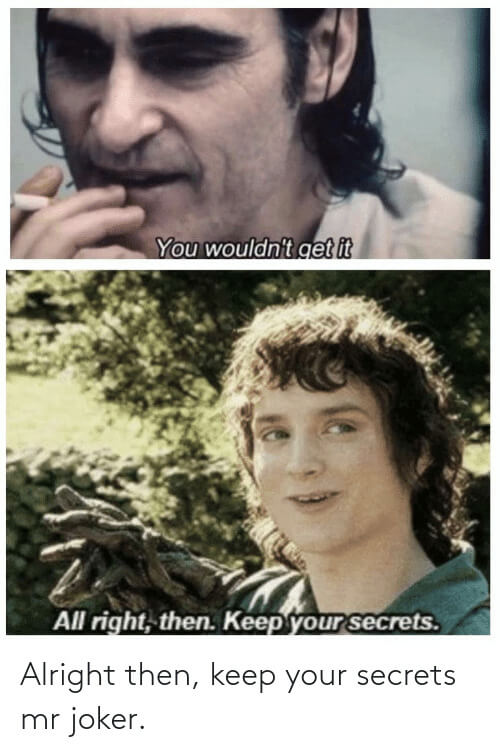 You wouldn't get it
All right, then. Keep your secrets.
Alright then, keep your secrets
mr joker.